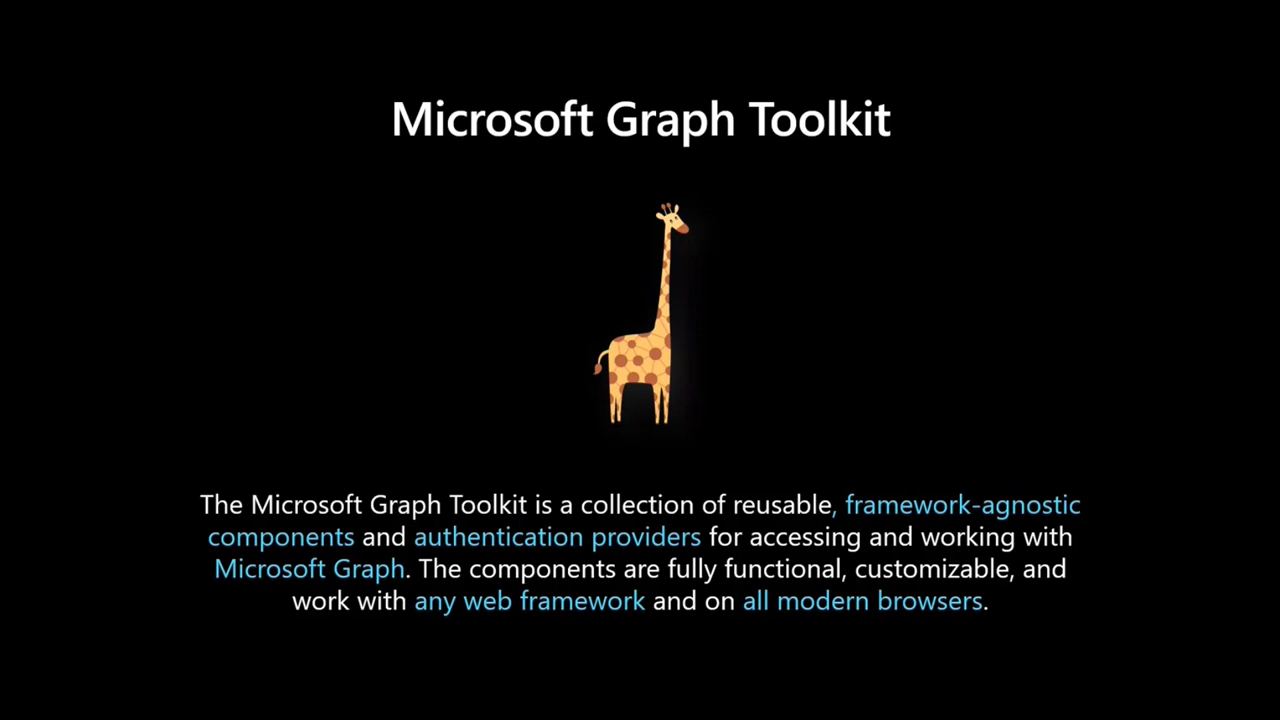 Microsoft Graph Toolkit
The Microsoft Graph Toolkit is a collection of reusable, framework-agnostic
components and authentication providers for accessing and working with
Microsoft Graph. The components are fully functional, customizable, and
work with any web framework and on all modern browsers.